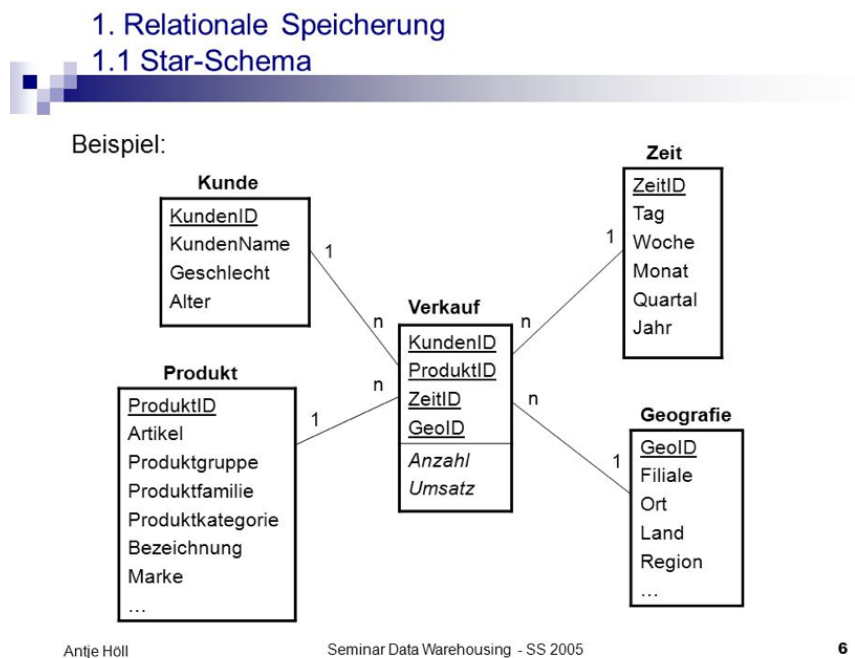 1. Relationale Speicherung
1.1 Star-Schema
Beispiel:
Kunde
KundenID
KundenName
Geschlecht
Alter
1
n
Zeit
ZeitID
Tag
Woche
Monat
Quartal
Jahr
1
n
Verkauf
KundenID
ProduktID
ZeitID
GeoID
Anzahl
Umsatz
Produkt
ProduktID
Artikel
Produktgruppe
Produktfamilie
Produktkategorie
Bezeichnung
Marke
...
1
n
Geografie
GeoID
Filiale
Ort
Land
Region
...
1
n
Antje Höll
Seminar Data Warehousing - SS 2005
6